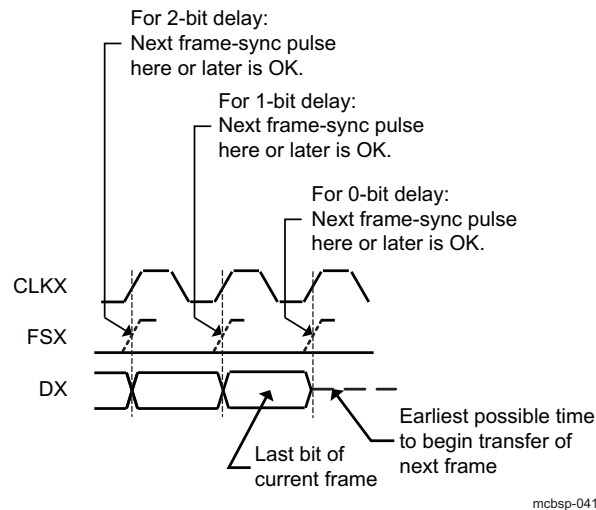 For 2-bit delay:
Next frame-sync pulse
here or later is OK.
For 1-bit delay:
Next frame-sync pulse
here or later is OK.
For 0-bit delay:
Next frame-sync pulse
here or later is OK.
CLKX
FSX
DX
Last bit of
current frame
Earliest possible time
to begin transfer of
next frame
mcbsp-041